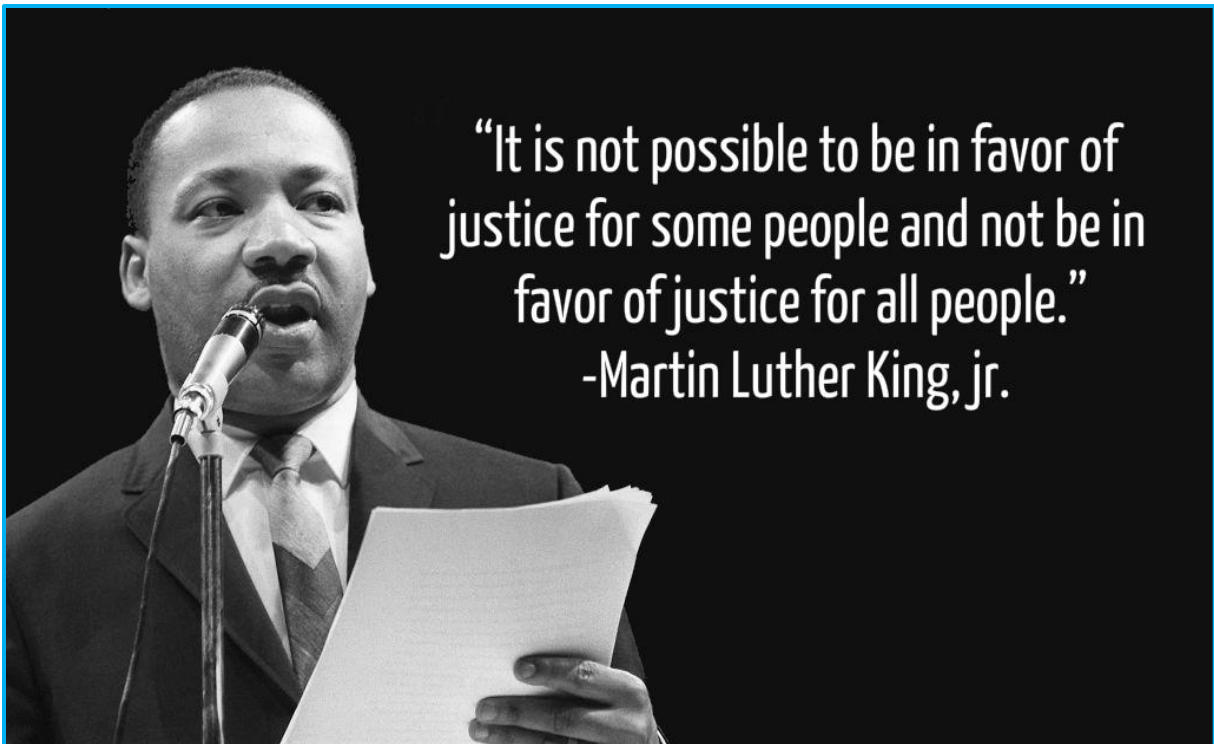 “It is not possible to be in favor of
justice for some people and not be in
favor of justice for all people.”
-Martin Luther King, jr.